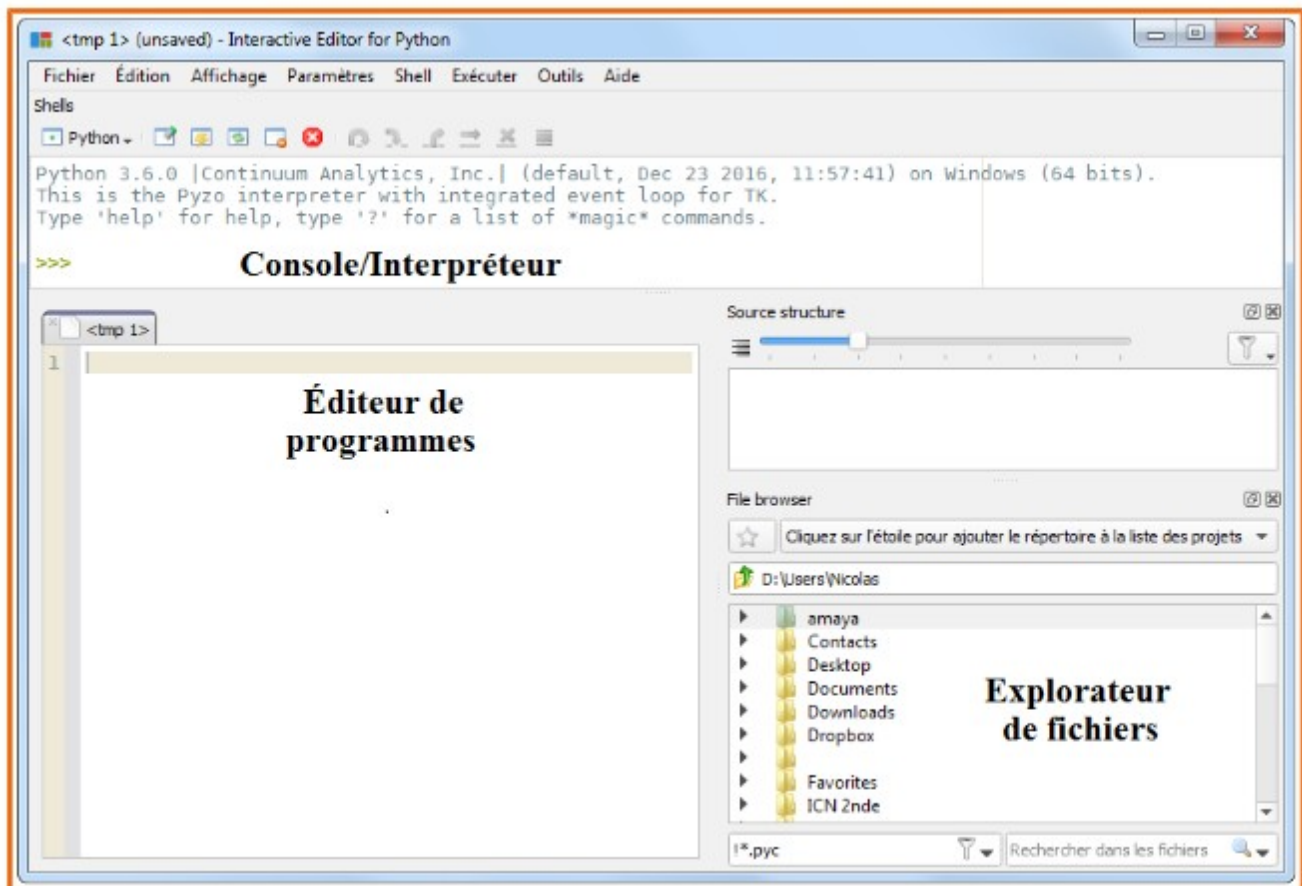 <tmp 1> (unsaved) - Interactive Editor for Python
Fichier Édition Affichage Paramètres Shell Exécuter Outils Aide
Shells
Python
Python 3.6.0 |Continuum Analytics, Inc.| (default, Dec 23 2016, 11:57:41) on Windows (64 bits).
This is the Pyzo interpreter with integrated event loop for TK.
Type 'help' for help, type '?' for a list of *magic* commands.
>>>
Console/Interpréteur
<tmp 1>
1
Éditeur de
programmes
Source structure
File browser
Cliquez sur l'étoile pour ajouter le répertoire à la liste des projets
D:\Users\Nicolas
amaya
Contacts
Desktop
Documents
Downloads
Dropbox
Favorites
ICN 2nde
Explorateur
de fichiers
!*.pyc
Rechercher dans les fichiers